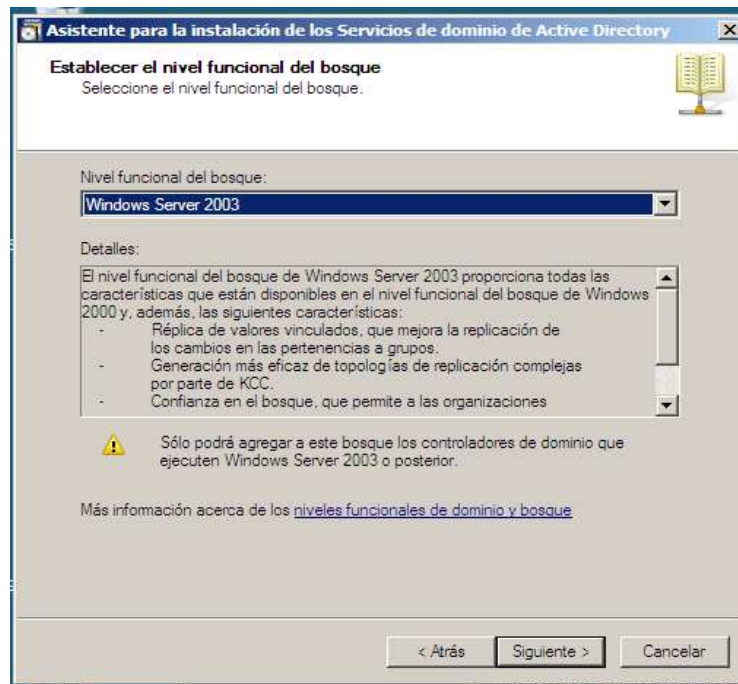 Asistente para la instalación de los Servicios de dominio de Active Directory
Establecer el nivel funcional del bosque
Seleccione el nivel funcional del bosque.
Nivel funcional del bosque:
Windows Server 2003
Detalles:
El nivel funcional del bosque de Windows Server 2003 proporciona todas las
características que están disponibles en el nivel funcional del bosque de Windows
2000 y, además, las siguientes características:
- Réplica de valores vinculados, que mejora la replicación de
los cambios en las pertenencias a grupos.
- Generación más eficaz de topologías de replicación complejas
por parte de KCC.
- Confianza en el bosque, que permite a las organizaciones
Sólo podrá agregar a este bosque los controladores de dominio que
ejecuten Windows Server 2003 o posterior.
Más información acerca de los niveles funcionales de dominio y bosque
< Atrás Siguiente > Cancelar